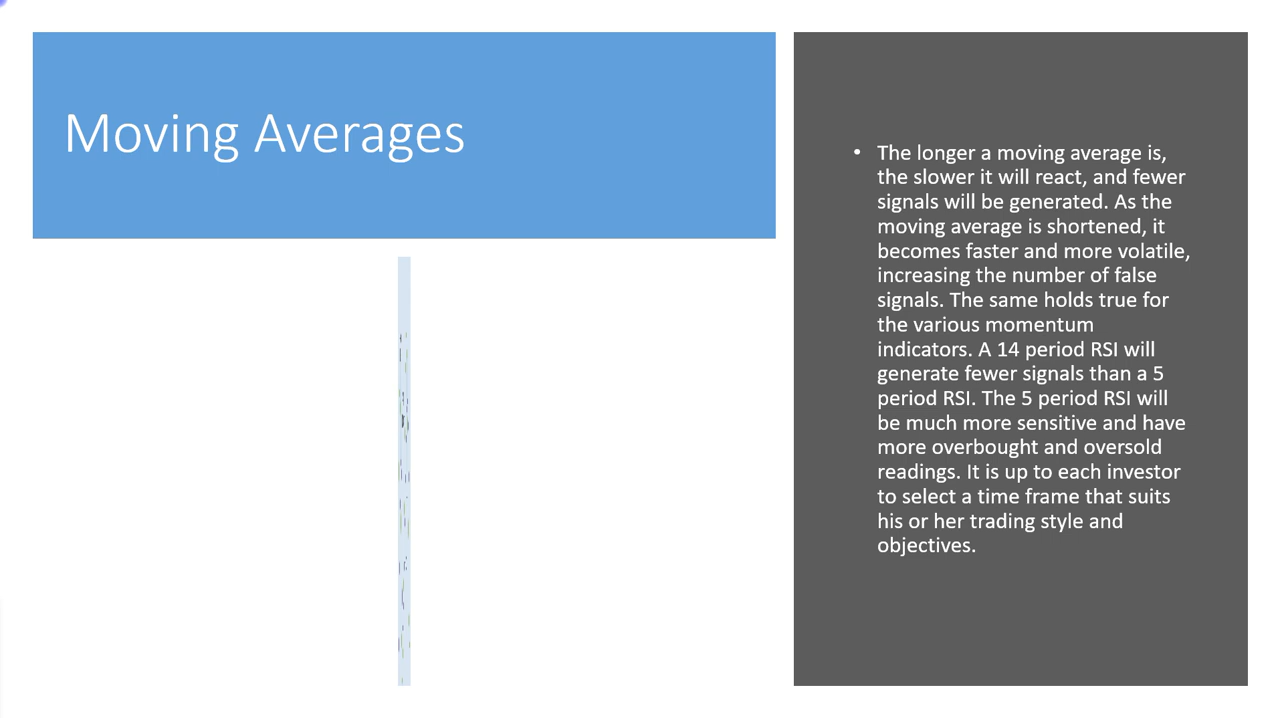 Moving Averages
• The longer a moving average is,
the slower it will react, and fewer
signals will be generated. As the
moving average is shortened, it
becomes faster and more volatile,
increasing the number of false
signals. The same holds true for
the various momentum
indicators. A 14 period RSI will
generate fewer signals than a 5
period RSI. The 5 period RSI will
be much more sensitive and have
more overbought and oversold
readings. It is up to each investor
to select a time frame that suits
his or her trading style and
objectives.